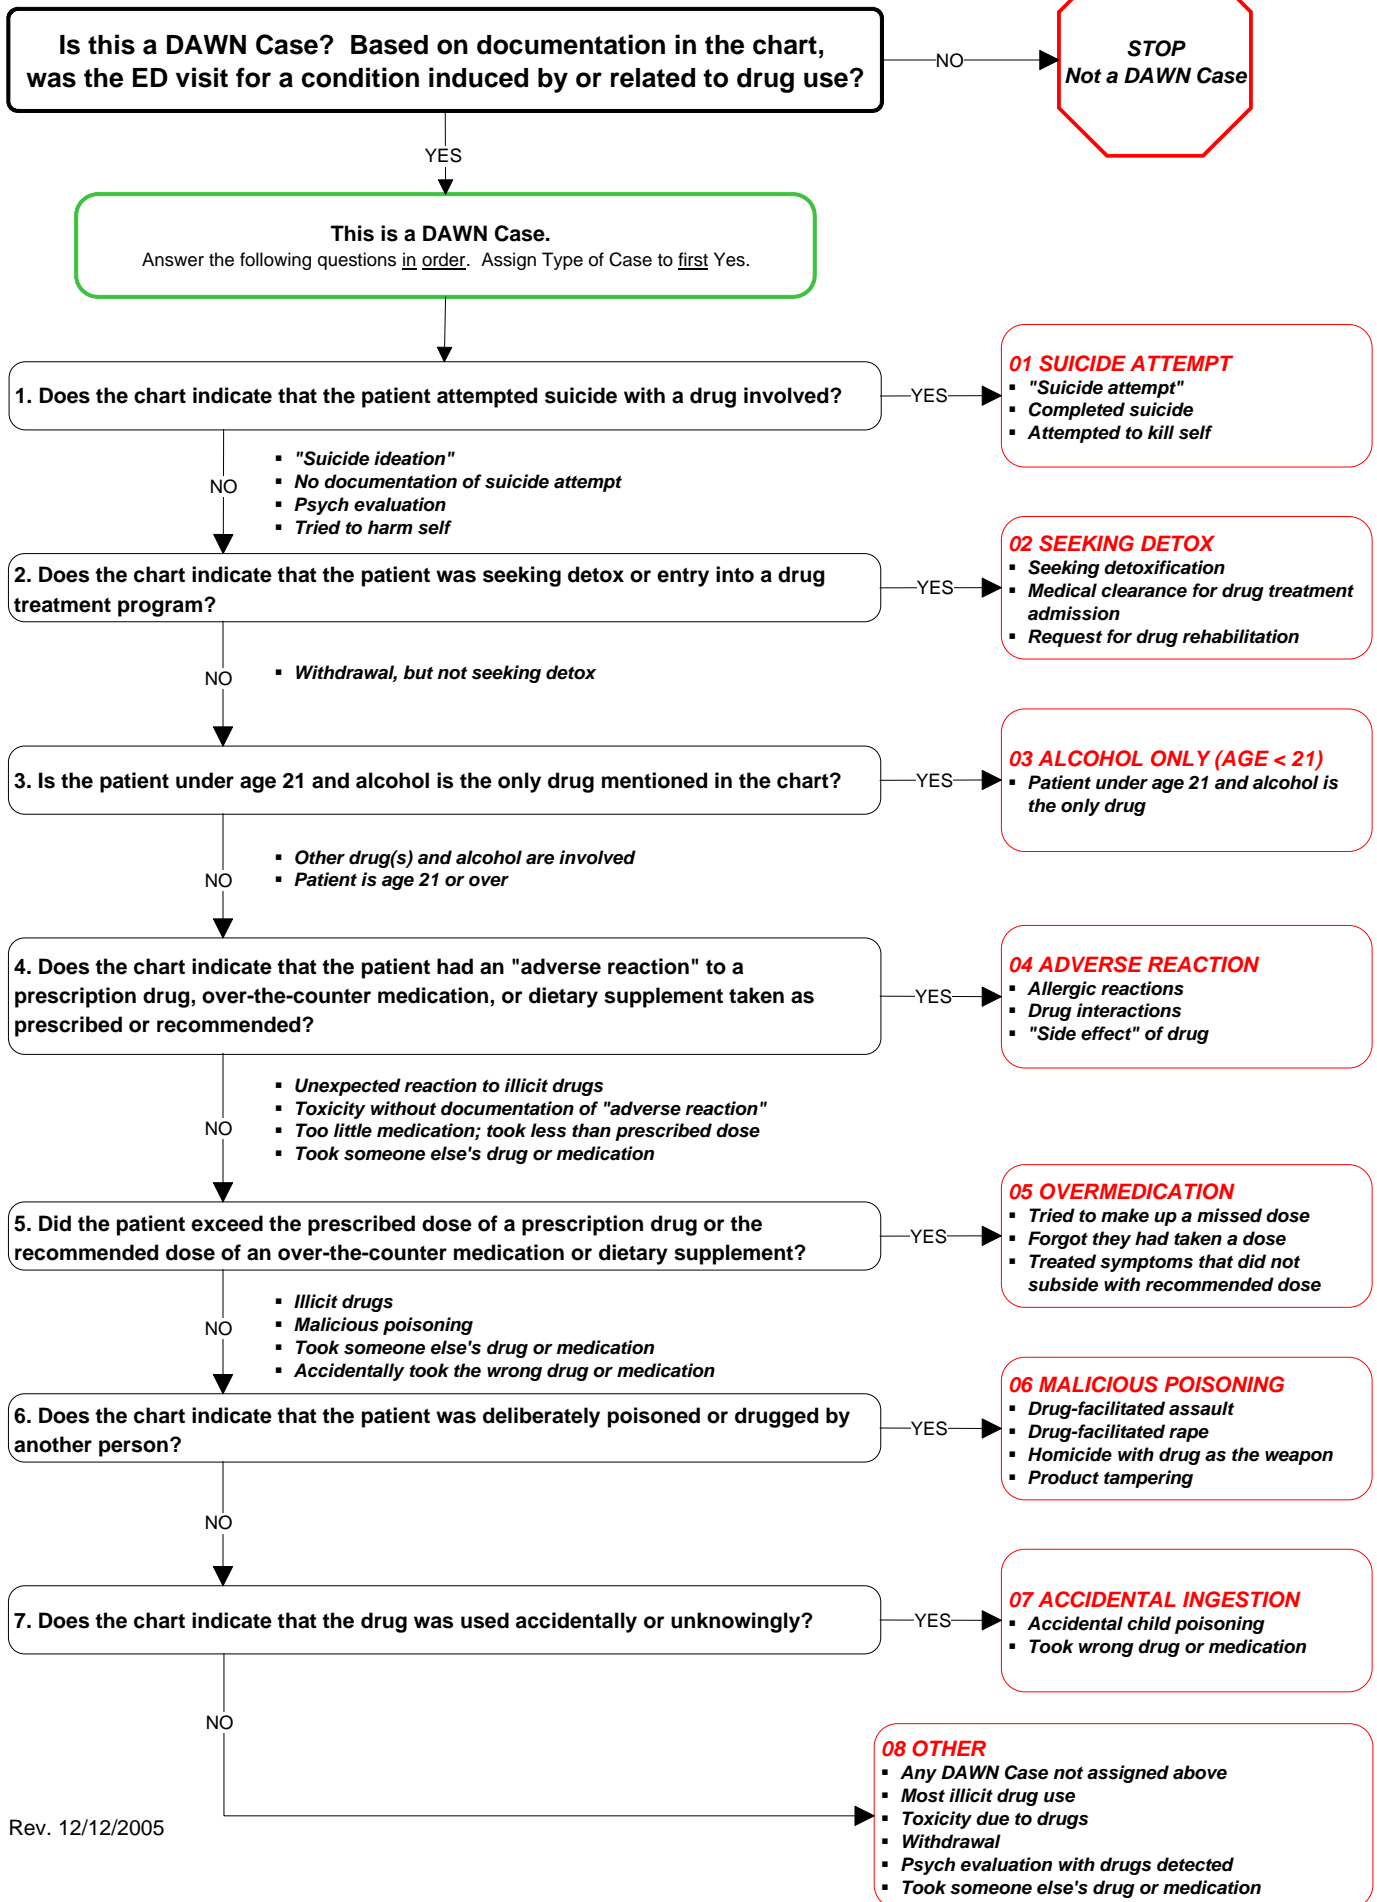 Is this a DAWN Case? Based on documentation in the chart,
was the ED visit for a condition induced by or related to drug use?
NO
STOP
Not a DAWN Case
YES
This is a DAWN Case.
Answer the following questions in order. Assign Type of Case to first Yes.
1. Does the chart indicate that the patient attempted suicide with a drug involved?
YES
01 SUICIDE ATTEMPT
▪ "Suicide attempt"
▪ Completed suicide
▪ Attempted to kill self
NO
▪ "Suicide ideation"
▪ No documentation of suicide attempt
▪ Psych evaluation
▪ Tried to harm self
2. Does the chart indicate that the patient was seeking detox or entry into a drug
treatment program?
YES
02 SEEKING DETOX
▪ Seeking detoxification
▪ Medical clearance for drug treatment
admission
▪ Request for drug rehabilitation
NO
▪ Withdrawal, but not seeking detox
3. Is the patient under age 21 and alcohol is the only drug mentioned in the chart?
YES
03 ALCOHOL ONLY (AGE < 21)
▪ Patient under age 21 and alcohol is
the only drug
NO
▪ Other drug(s) and alcohol are involved
▪ Patient is age 21 or over
4. Does the chart indicate that the patient had an "adverse reaction" to a
prescription drug, over-the-counter medication, or dietary supplement taken as
prescribed or recommended?
YES
04 ADVERSE REACTION
▪ Allergic reactions
▪ Drug interactions
▪ "Side effect" of drug
NO
▪ Unexpected reaction to illicit drugs
▪ Toxicity without documentation of "adverse reaction"
▪ Too little medication; took less than prescribed dose
▪ Took someone else's drug or medication
5. Did the patient exceed the prescribed dose of a prescription drug or the
recommended dose of an over-the-counter medication or dietary supplement?
YES
05 OVERMEDICATION
▪ Tried to make up a missed dose
▪ Forgot they had taken a dose
▪ Treated symptoms that did not
subside with recommended dose
NO
▪ Illicit drugs
▪ Malicious poisoning
▪ Took someone else's drug or medication
▪ Accidentally took the wrong drug or medication
6. Does the chart indicate that the patient was deliberately poisoned or drugged by
another person?
YES
06 MALICIOUS POISONING
▪ Drug-facilitated assault
▪ Drug-facilitated rape
▪ Homicide with drug as the weapon
▪ Product tampering
NO
7. Does the chart indicate that the drug was used accidentally or unknowingly?
YES
07 ACCIDENTAL INGESTION
▪ Accidental child poisoning
▪ Took wrong drug or medication
NO
08 OTHER
▪ Any DAWN Case not assigned above
▪ Most illicit drug use
▪ Toxicity due to drugs
▪ Withdrawal
▪ Psych evaluation with drugs detected
▪ Took someone else's drug or medication
Rev. 12/12/2005